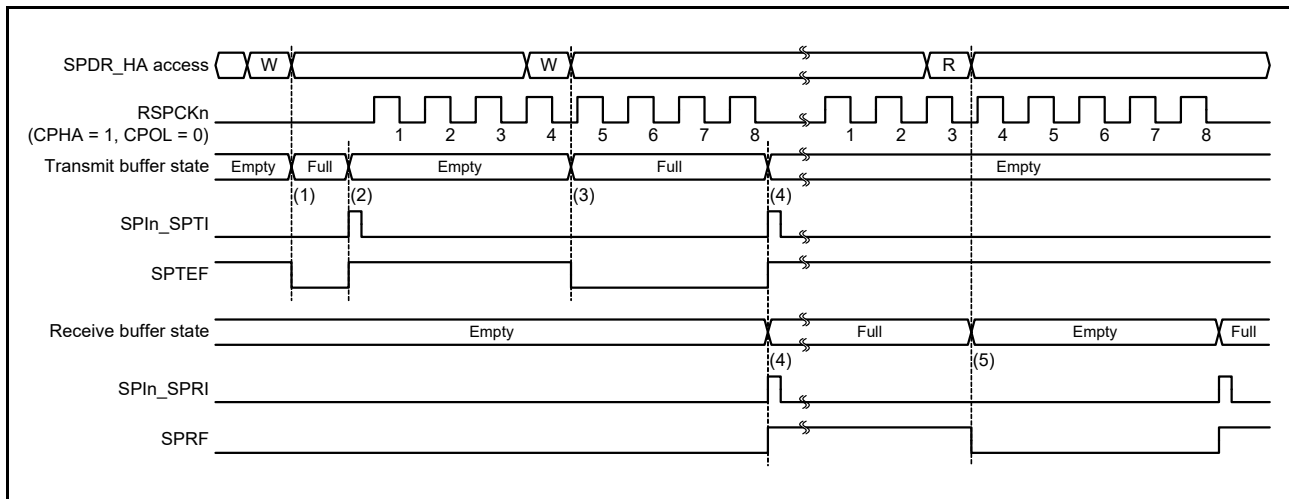 SPDR_HA access W W R
RSPCKn
(CPHA = 1, CPOL = 0)
1 2 3 4 5 6 7 8 1 2 3 4 5 6 7 8
Transmit buffer state Empty Full Empty Full Empty
(1) (2) (3) (4)
SPIn_SPTI
SPTEF
Receive buffer state Empty Full Empty Full
(4) (5)
SPIn_SPRI
SPRF